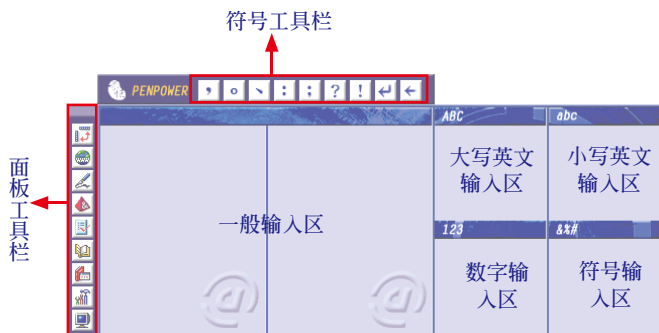 符号工具栏
PENPOWER , 。 、 : ; ? ! ↵ ←
ABC
abc
面板工具栏
大写英文
输入区
小写英文
输入区
一般输入区
123
&%#
数字输
入区
符号输
入区
@ @